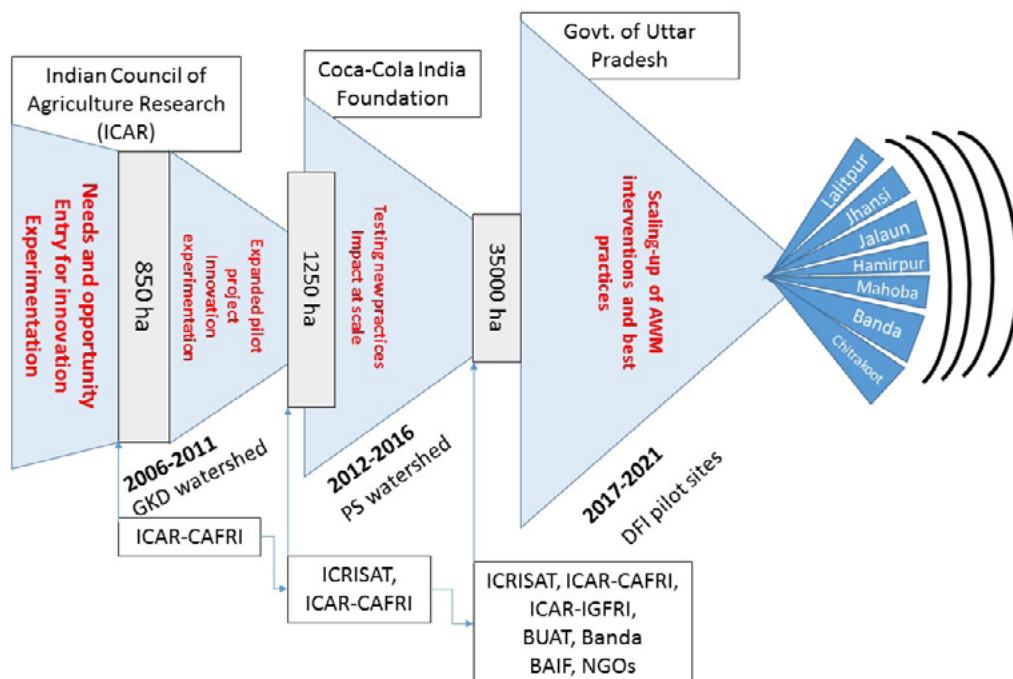 Indian Council of
Agriculture Research
(ICAR)
Coca-Cola India
Foundation
Govt. of Uttar
Pradesh
Needs and opportunity
Entry for innovation
Experimentation
850 ha
Expanded pilot
project
Innovation
experimentation
1250 ha
Testing new practices
Impact at scale
35000 ha
Scaling-up of AWM
interventions and best
practices
Lalitpur
Jhansi
Jalaun
Hamirpur
Mahoba
Banda
Chitrakoot
2006-2011
GKD watershed
2012-2016
PS watershed
2017-2021
DFI pilot sites
ICAR-CAFRI
ICRISAT,
ICAR-CAFRI
ICRISAT, ICAR-CAFRI,
ICAR-IGFRI,
BUAT, Banda
BAIF, NGOs